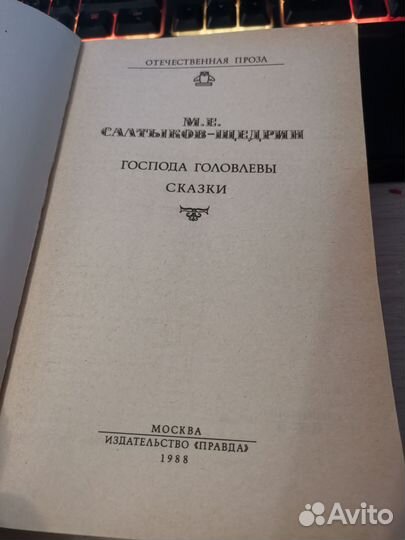 ОТЕЧЕСТВЕННАЯ ПРОЗА
М.Е.
САЛТЫКОВ-ЩЕДРИН
ГОСПОДА ГОЛОВЛЕВЫ
СКАЗКИ
МОСКВА
ИЗДАТЕЛЬСТВО «ПРАВДА»
1988
Avito